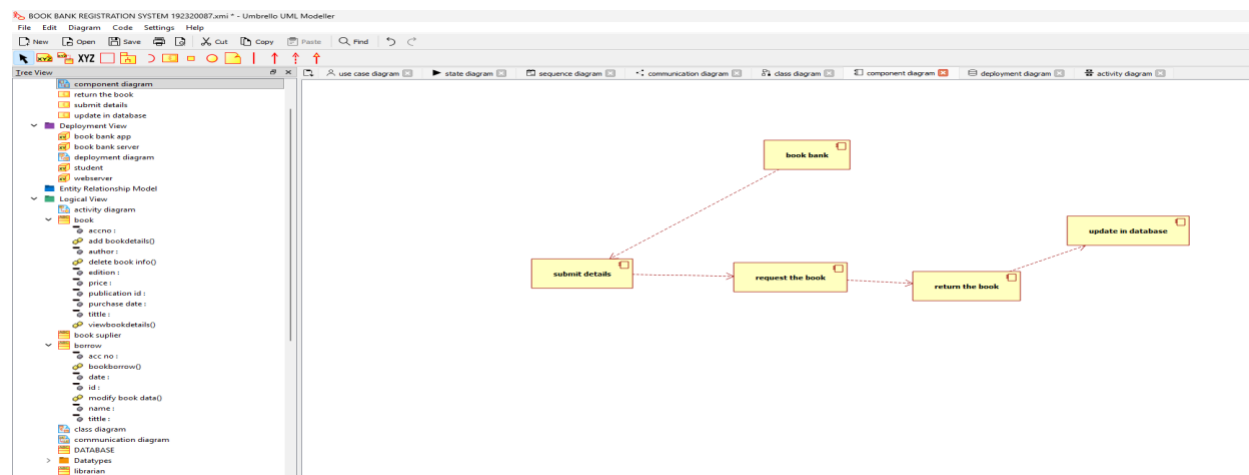 BOOK BANK REGISTRATION SYSTEM 192320087.xmi * - Umbrello UML Modeller
File Edit Diagram Code Settings Help
New Open Save Cut Copy Paste Find
XYZ XYZ
Tree View
use case diagram state diagram sequence diagram communication diagram class diagram component diagram deployment diagram activity diagram
component diagram
return the book
submit details
update in database
Deployment View
book bank app
book bank server
deployment diagram
student
webserver
Entity Relationship Model
Logical View
activity diagram
book
accno :
add bookdetails()
author :
delete book info()
edition :
price :
publication id :
purchase date :
tittle :
viewbookdetails()
book suplier
borrow
acc no :
bookborrow()
date :
id :
modify book data()
name :
tittle :
class diagram
communication diagram
DATABASE
Datatypes
librarian
book bank
update in database
submit details
request the book
return the book